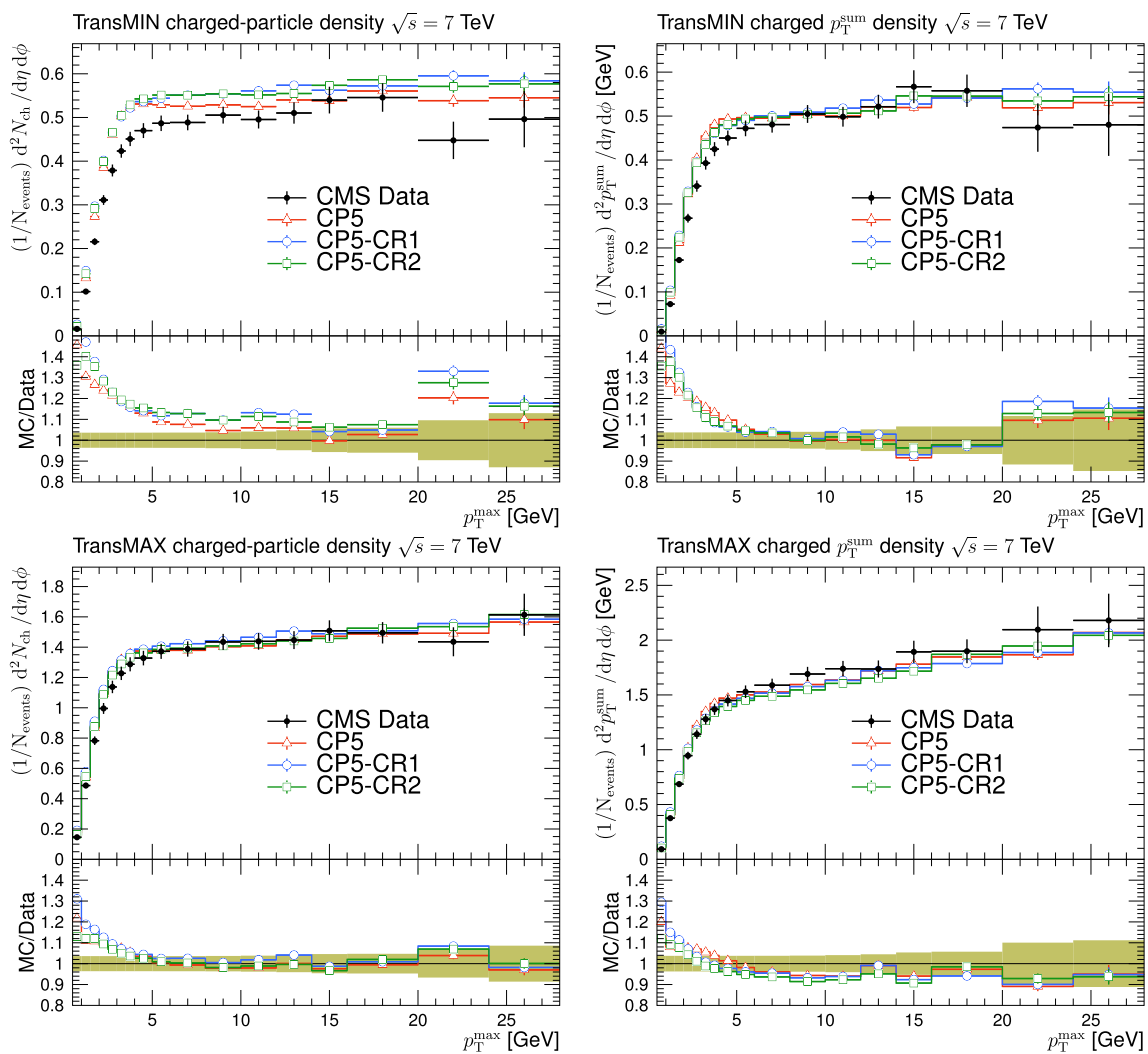 TransMIN charged-particle density √s = 7 TeV
(1/N_events) d²N_ch/dη dϕ
0.6
0.5
0.4
0.3
0.2
0.1
0
CMS Data
CP5
CP5-CR1
CP5-CR2
MC/Data
1.4
1.3
1.2
1.1
1
0.9
0.8
5 10 15 20 25
p_T^max [GeV]
TransMIN charged p_T^sum density √s = 7 TeV
(1/N_events) d²p_T^sum/dη dϕ [GeV]
0.6
0.5
0.4
0.3
0.2
0.1
0
CMS Data
CP5
CP5-CR1
CP5-CR2
MC/Data
1.4
1.3
1.2
1.1
1
0.9
0.8
5 10 15 20 25
p_T^max [GeV]
TransMAX charged-particle density √s = 7 TeV
(1/N_events) d²N_ch/dη dϕ
1.8
1.6
1.4
1.2
1
0.8
0.6
0.4
0.2
0
CMS Data
CP5
CP5-CR1
CP5-CR2
MC/Data
1.4
1.3
1.2
1.1
1
0.9
0.8
5 10 15 20 25
p_T^max [GeV]
TransMAX charged p_T^sum density √s = 7 TeV
(1/N_events) d²p_T^sum/dη dϕ [GeV]
2.5
2
1.5
1
0.5
0
CMS Data
CP5
CP5-CR1
CP5-CR2
MC/Data
1.4
1.3
1.2
1.1
1
0.9
0.8
5 10 15 20 25
p_T^max [GeV]